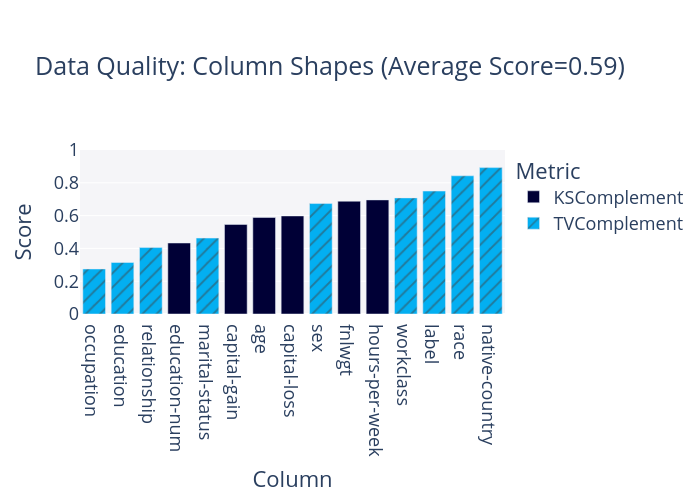 Data Quality: Column Shapes (Average Score=0.59)
Score
1
0.8
0.6
0.4
0.2
0
occupation
education
relationship
education-num
marital-status
capital-gain
age
capital-loss
sex
fnlwgt
hours-per-week
workclass
label
race
native-country
Column
Metric
KSComplement
TVComplement